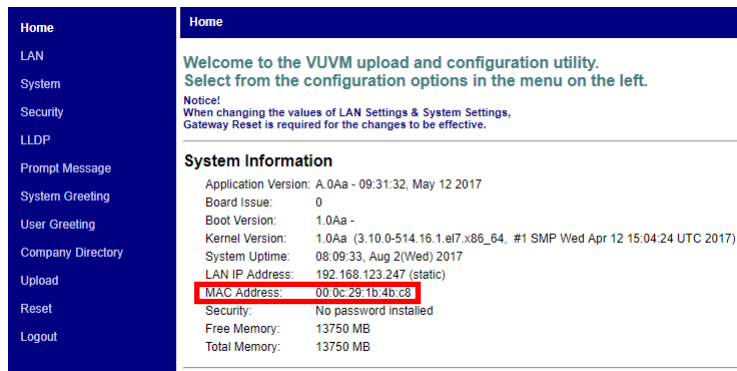 Home
LAN
System
Security
LLDP
Prompt Message
System Greeting
User Greeting
Company Directory
Upload
Reset
Logout
Home
Welcome to the VUVM upload and configuration utility.
Select from the configuration options in the menu on the left.
Notice!
When changing the values of LAN Settings & System Settings,
Gateway Reset is required for the changes to be effective.
System Information
Application Version: A.0Aa - 09:31:32, May 12 2017
Board Issue: 0
Boot Version: 1.0Aa -
Kernel Version: 1.0Aa (3.10.0-514.16.1.el7.x86_64, #1 SMP Wed Apr 12 15:04:24 UTC 2017)
System Uptime: 08:09:33, Aug 2(Wed) 2017
LAN IP Address: 192.168.123.247 (static)
MAC Address: 00:0c:29:1b:4b:c8
Security: No password installed
Free Memory: 13750 MB
Total Memory: 13750 MB